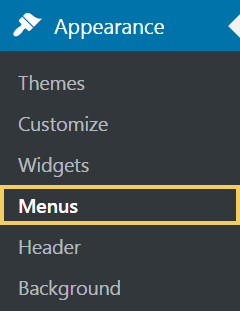 Appearance
Themes
Customize
Widgets
Menus
Header
Background